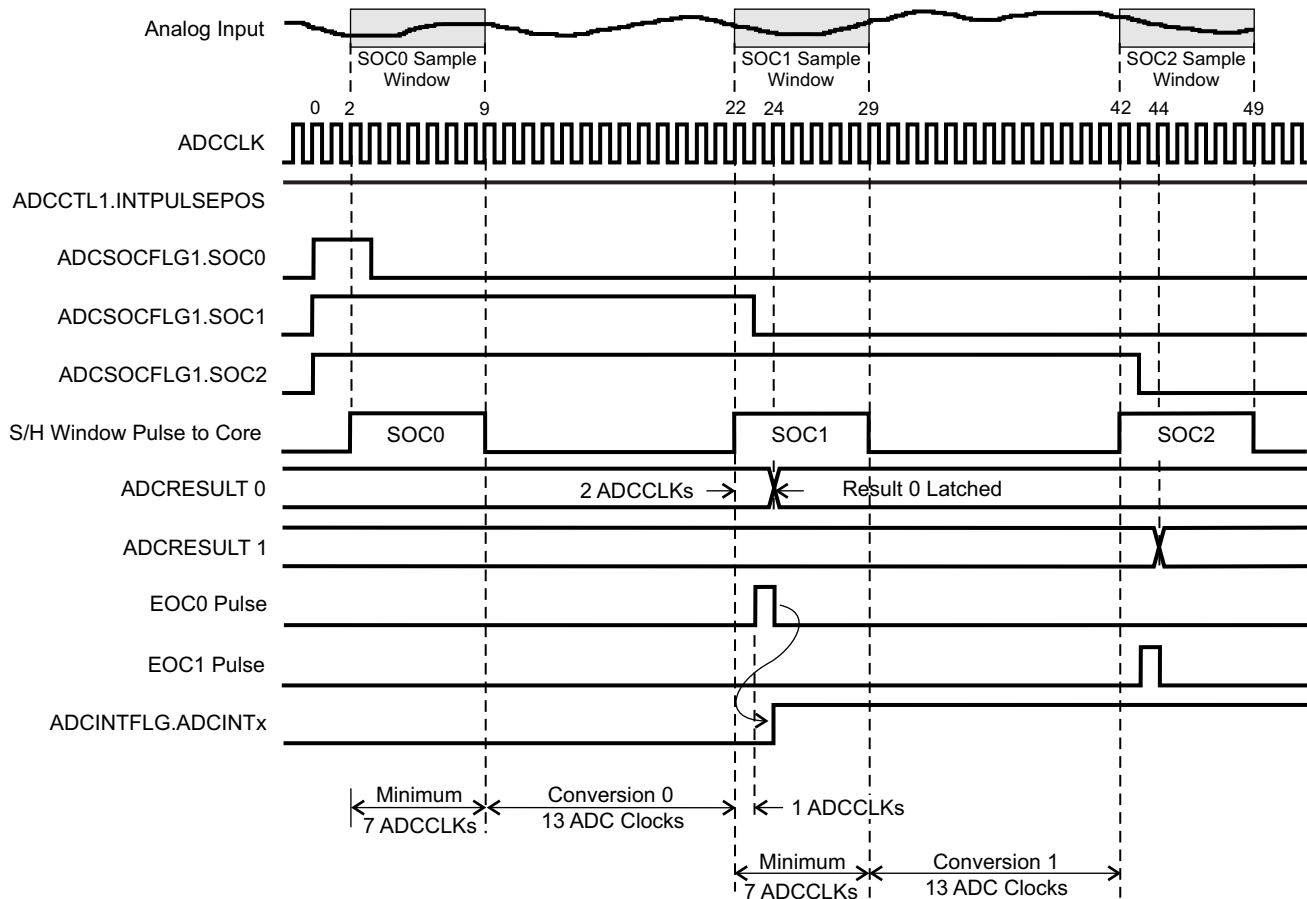 Analog Input
SOC0 Sample
Window
SOC1 Sample
Window
SOC2 Sample
Window
0 2 9 22 24 29 42 44 49
ADCCLK
ADCCTL1.INTPULSEPOS
ADCSOCFLG1.SOC0
ADCSOCFLG1.SOC1
ADCSOCFLG1.SOC2
S/H Window Pulse to Core SOC0 SOC1 SOC2
ADCRESULT 0 2 ADCCLKs Result 0 Latched
ADCRESULT 1
EOC0 Pulse
EOC1 Pulse
ADCINTFLG.ADCINTx
Minimum
7 ADCCLKs
Conversion 0
13 ADC Clocks
1 ADCCLKs
Minimum
7 ADCCLKs
Conversion 1
13 ADC Clocks